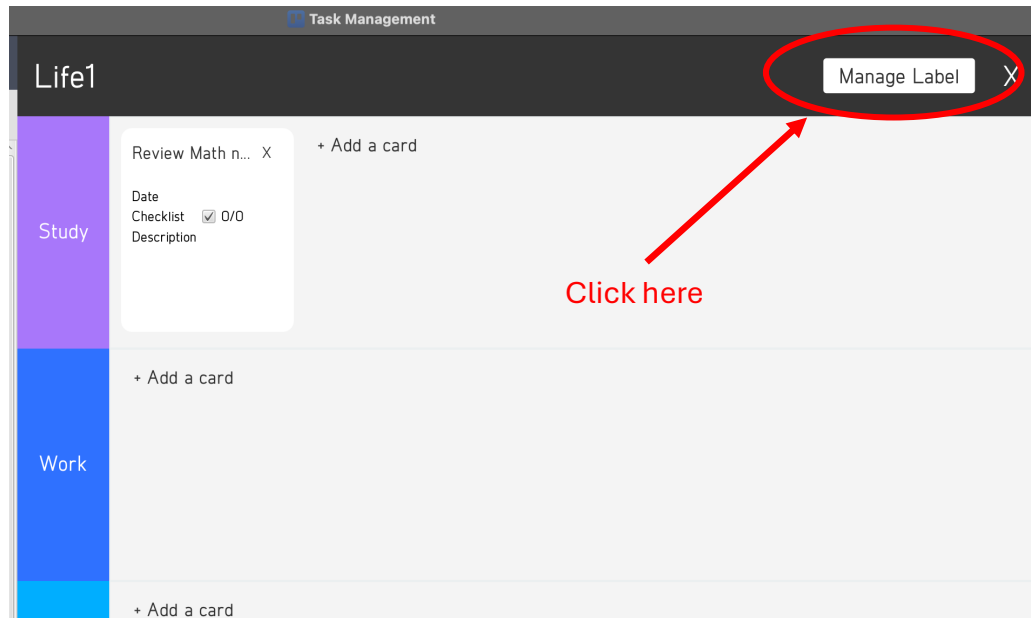 Task Management
Life1
Manage Label X
Review Math n... X
+ Add a card
Date
Checklist 0/0
Description
Study
Click here
+ Add a card
Work
+ Add a card